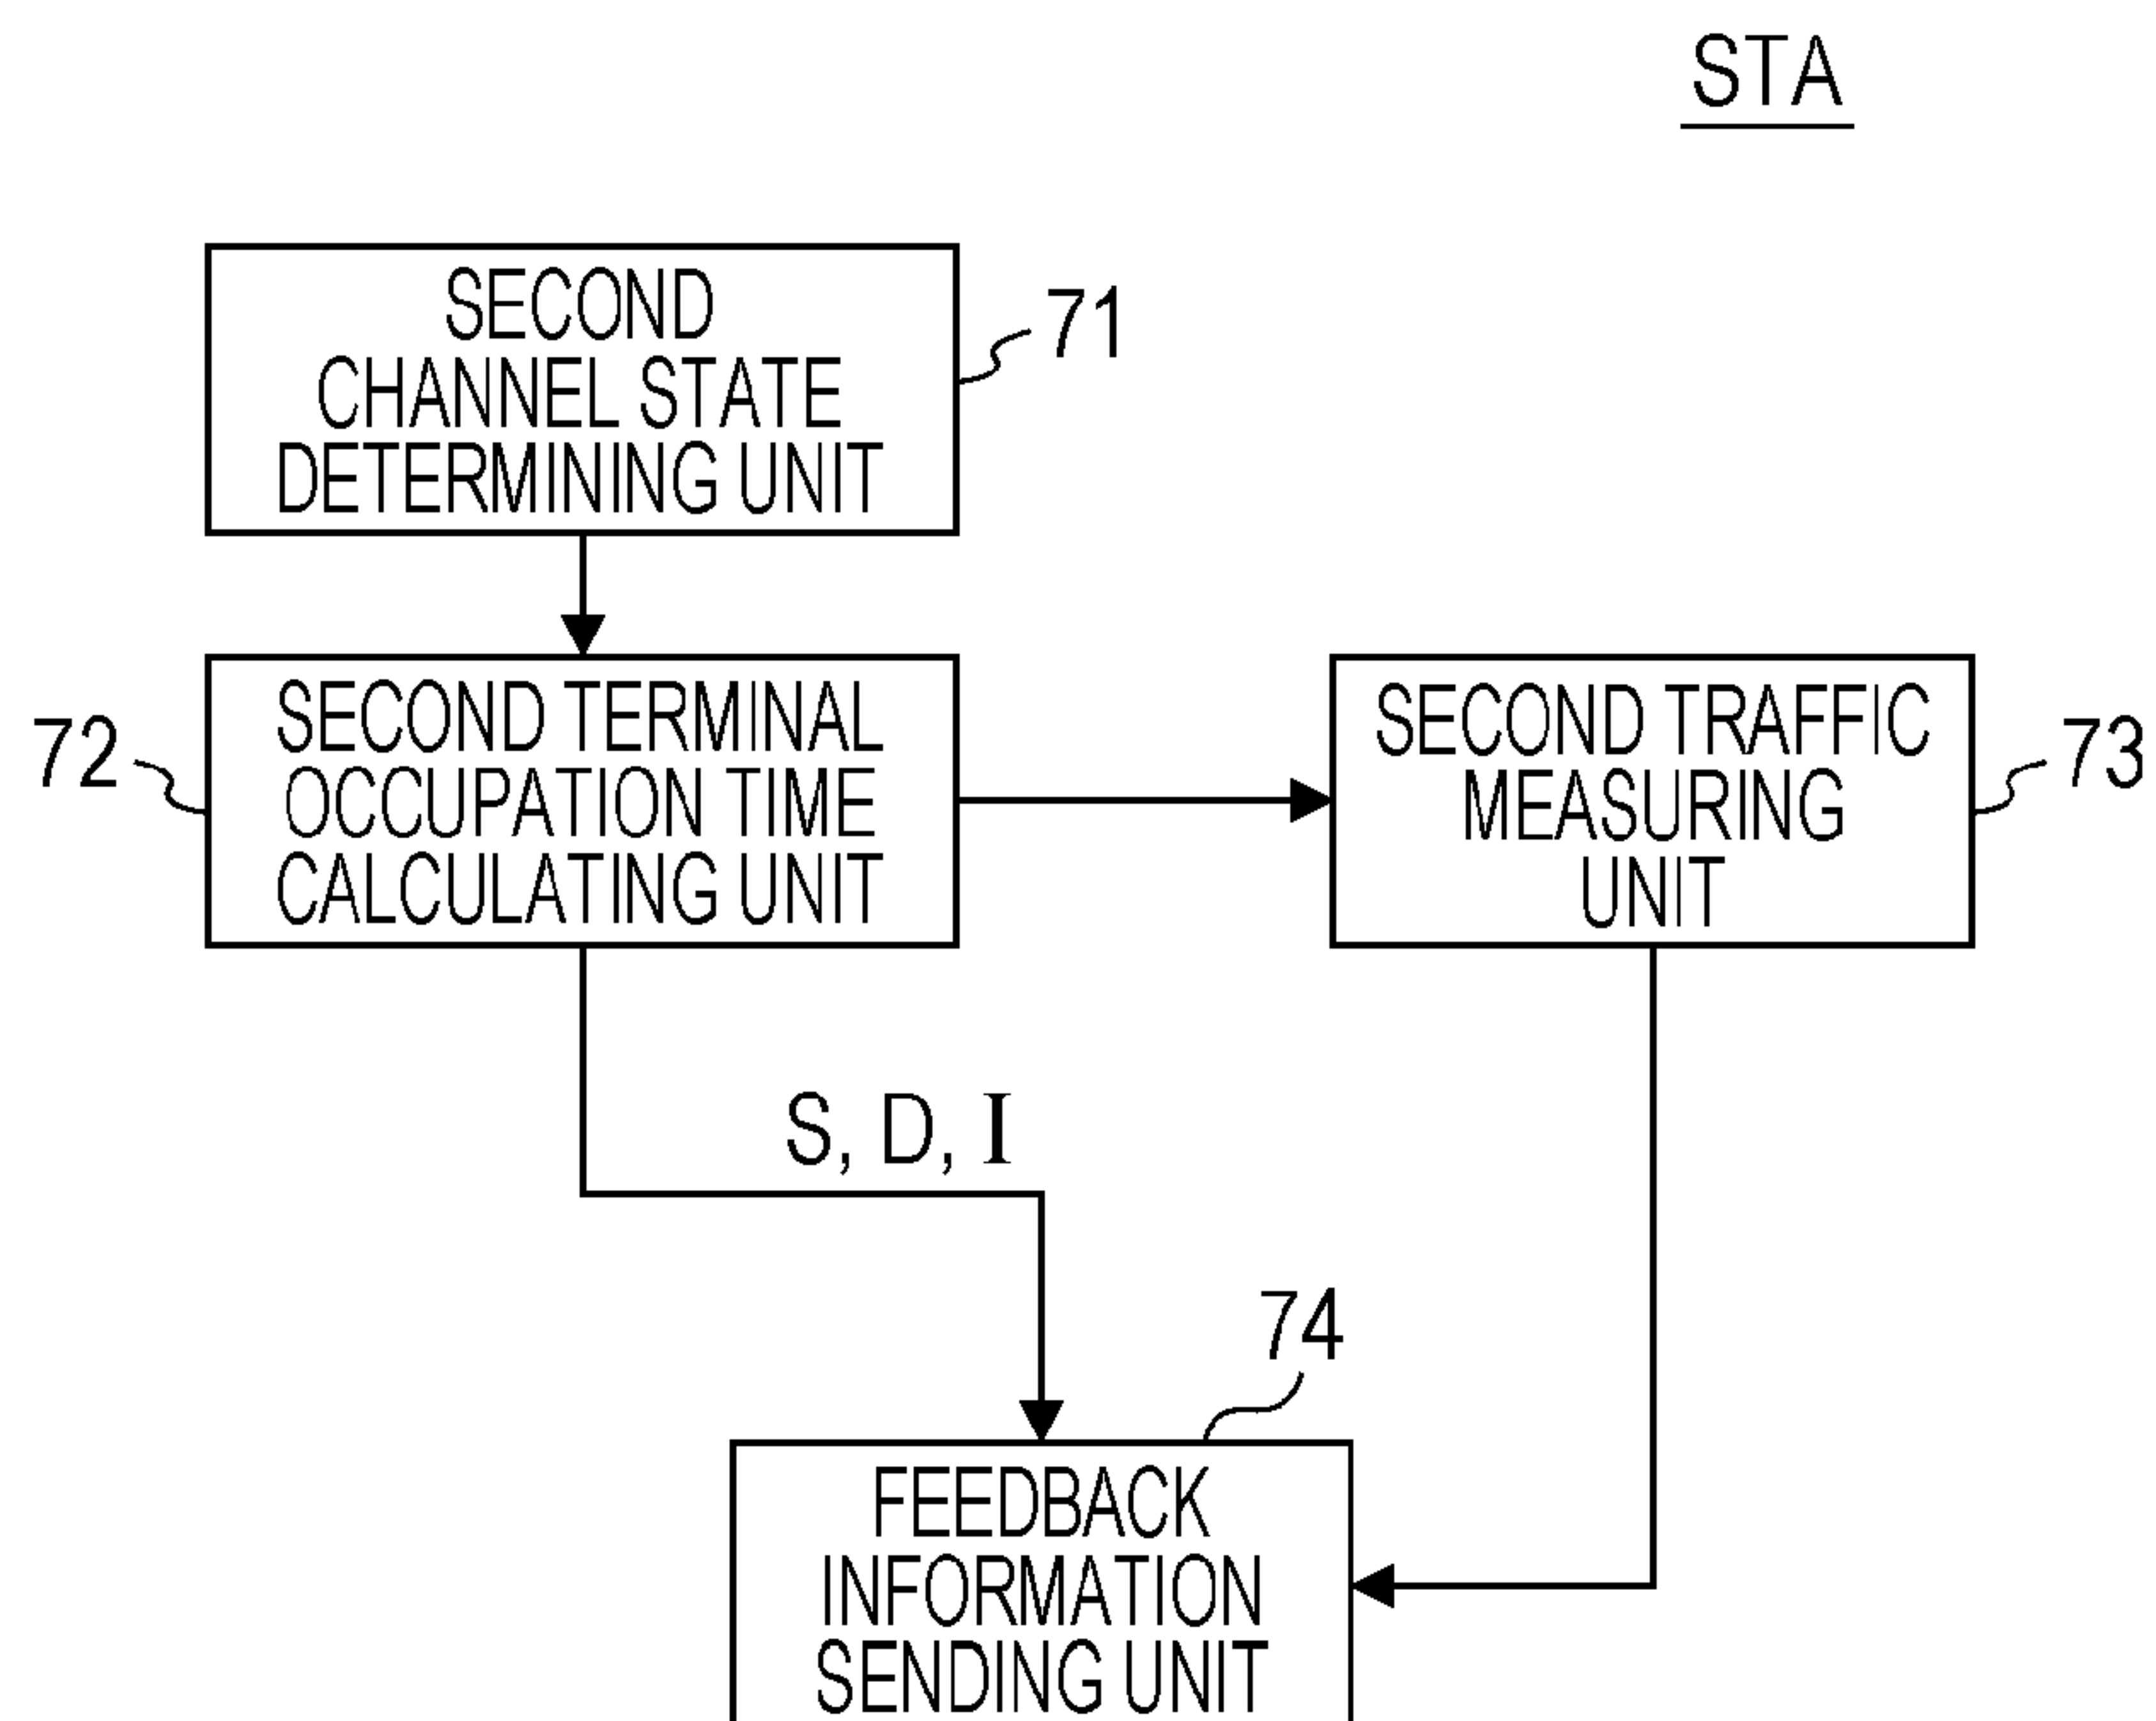 STA
SECOND
CHANNEL STATE
DETERMINING UNIT
71
72
SECOND TERMINAL
OCCUPATION TIME
CALCULATING UNIT
SECOND TRAFFIC
MEASURING
UNIT
73
S, D, I
74
FEEDBACK
INFORMATION
SENDING UNIT